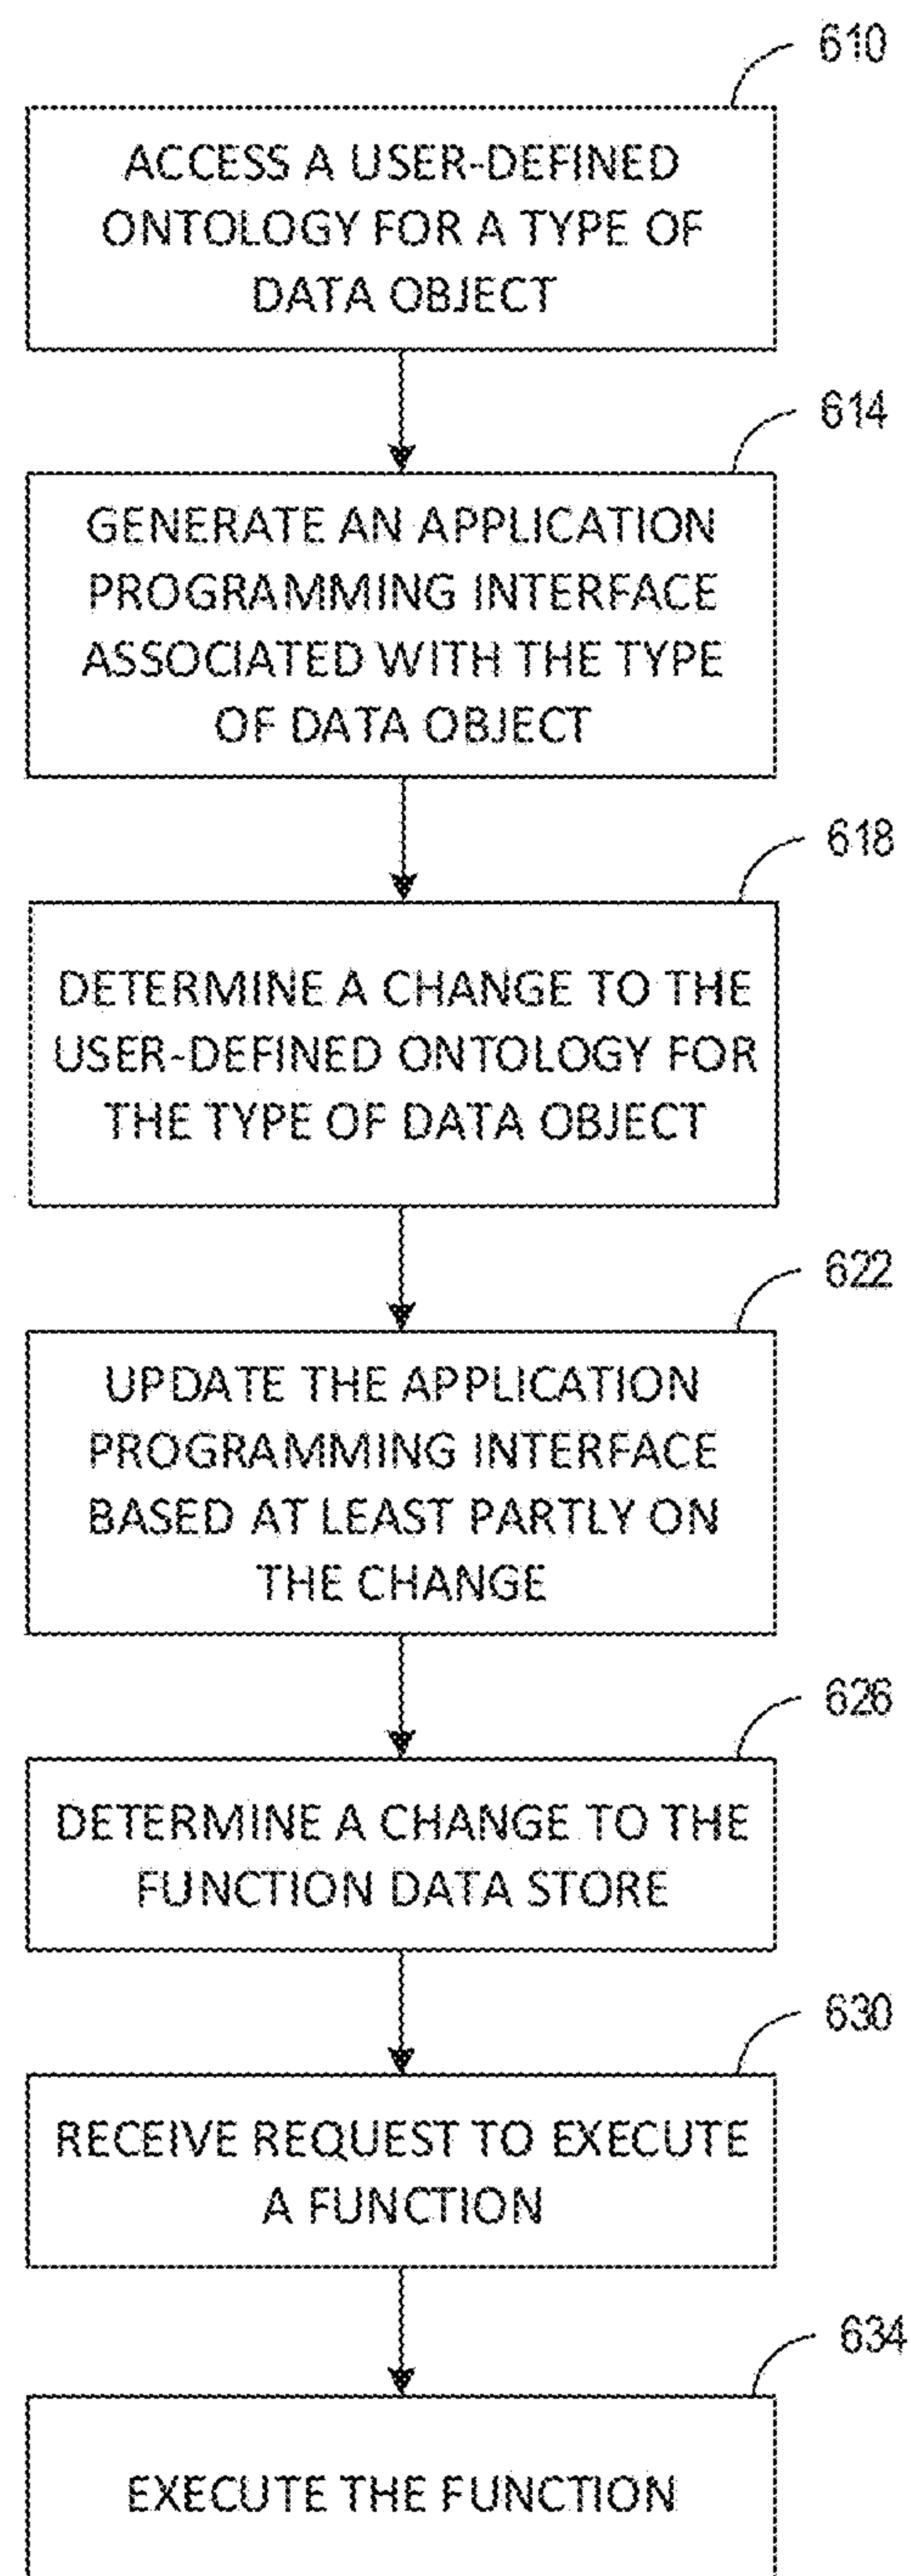 610
ACCESS A USER-DEFINED
ONTOLOGY FOR A TYPE OF
DATA OBJECT
614
GENERATE AN APPLICATION
PROGRAMMING INTERFACE
ASSOCIATED WITH THE TYPE
OF DATA OBJECT
618
DETERMINE A CHANGE TO THE
USER-DEFINED ONTOLOGY FOR
THE TYPE OF DATA OBJECT
622
UPDATE THE APPLICATION
PROGRAMMING INTERFACE
BASED AT LEAST PARTLY ON
THE CHANGE
626
DETERMINE A CHANGE TO THE
FUNCTION DATA STORE
630
RECEIVE REQUEST TO EXECUTE
A FUNCTION
634
EXECUTE THE FUNCTION